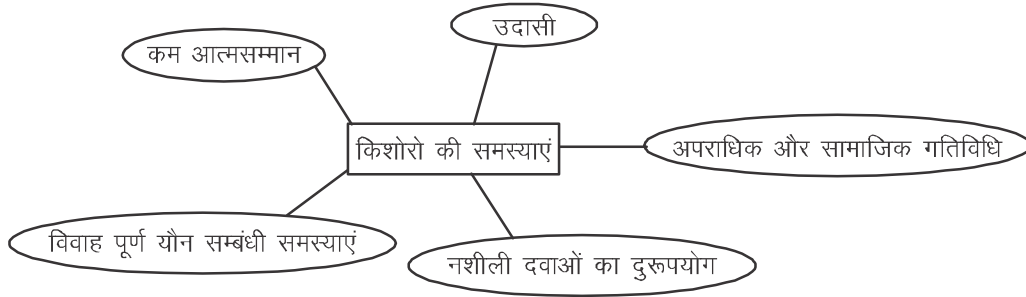 उदासी
कम आत्मसम्मान
किशोरो की समस्याएं
अपराधिक और सामाजिक गतिविधि
विवाह पूर्ण यौन सम्बंधी समस्याएं
नशीली दवाओं का दुरूपयोग